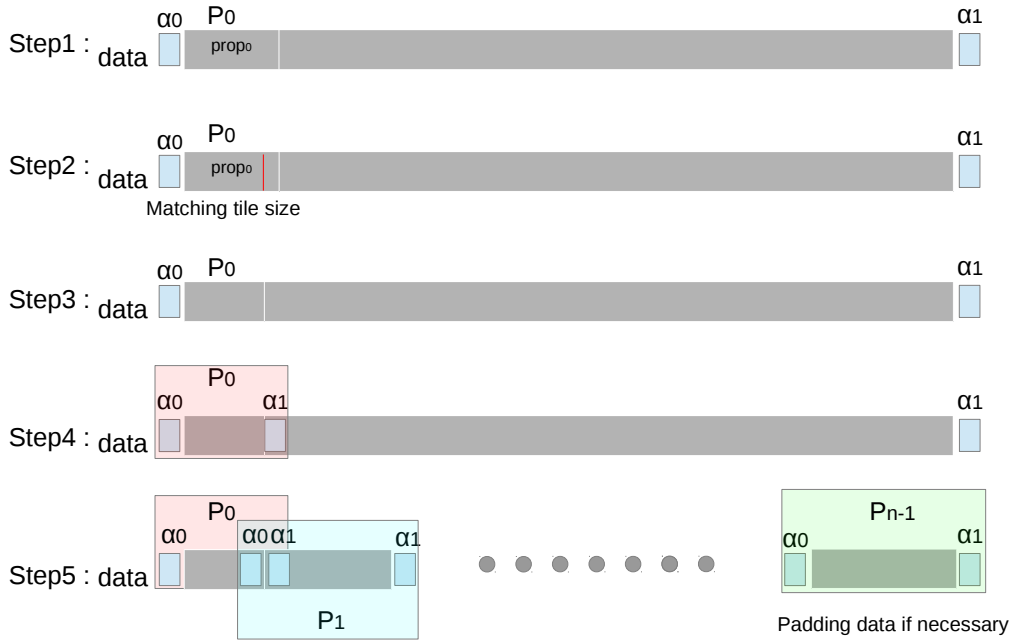 α0 P0 α1
Step1 : data prop0
α0 P0 α1
Step2 : data prop0
Matching tile size
α0 P0 α1
Step3 : data
P0
α0 α1 α1
Step4 : data
P0 Pn-1
α0 α0 α1 α1 α0 α1
Step5 : data
P1
Padding data if necessary